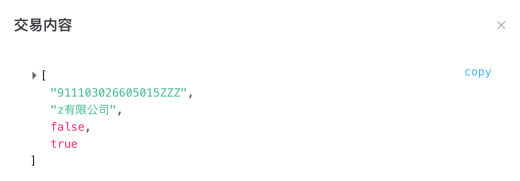 交易内容
copy
[
"911103026605015ZZZ",
"z有限公司",
false,
true
]